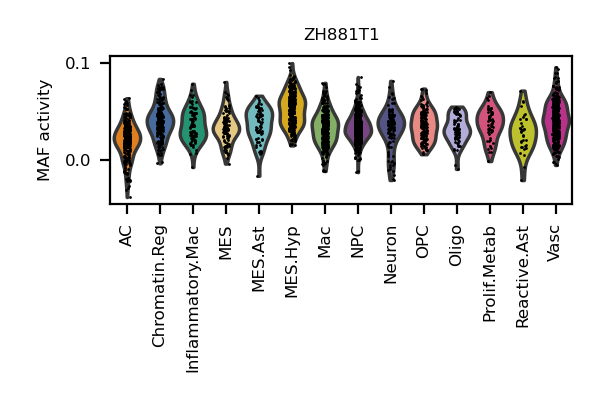 ZH881T1
MAF activity
0.1
0.0
AC
Chromatin.Reg
Inflammatory.Mac
MES
MES.Ast
MES.Hyp
Mac
NPC
Neuron
OPC
Oligo
Prolif.Metab
Reactive.Ast
Vasc